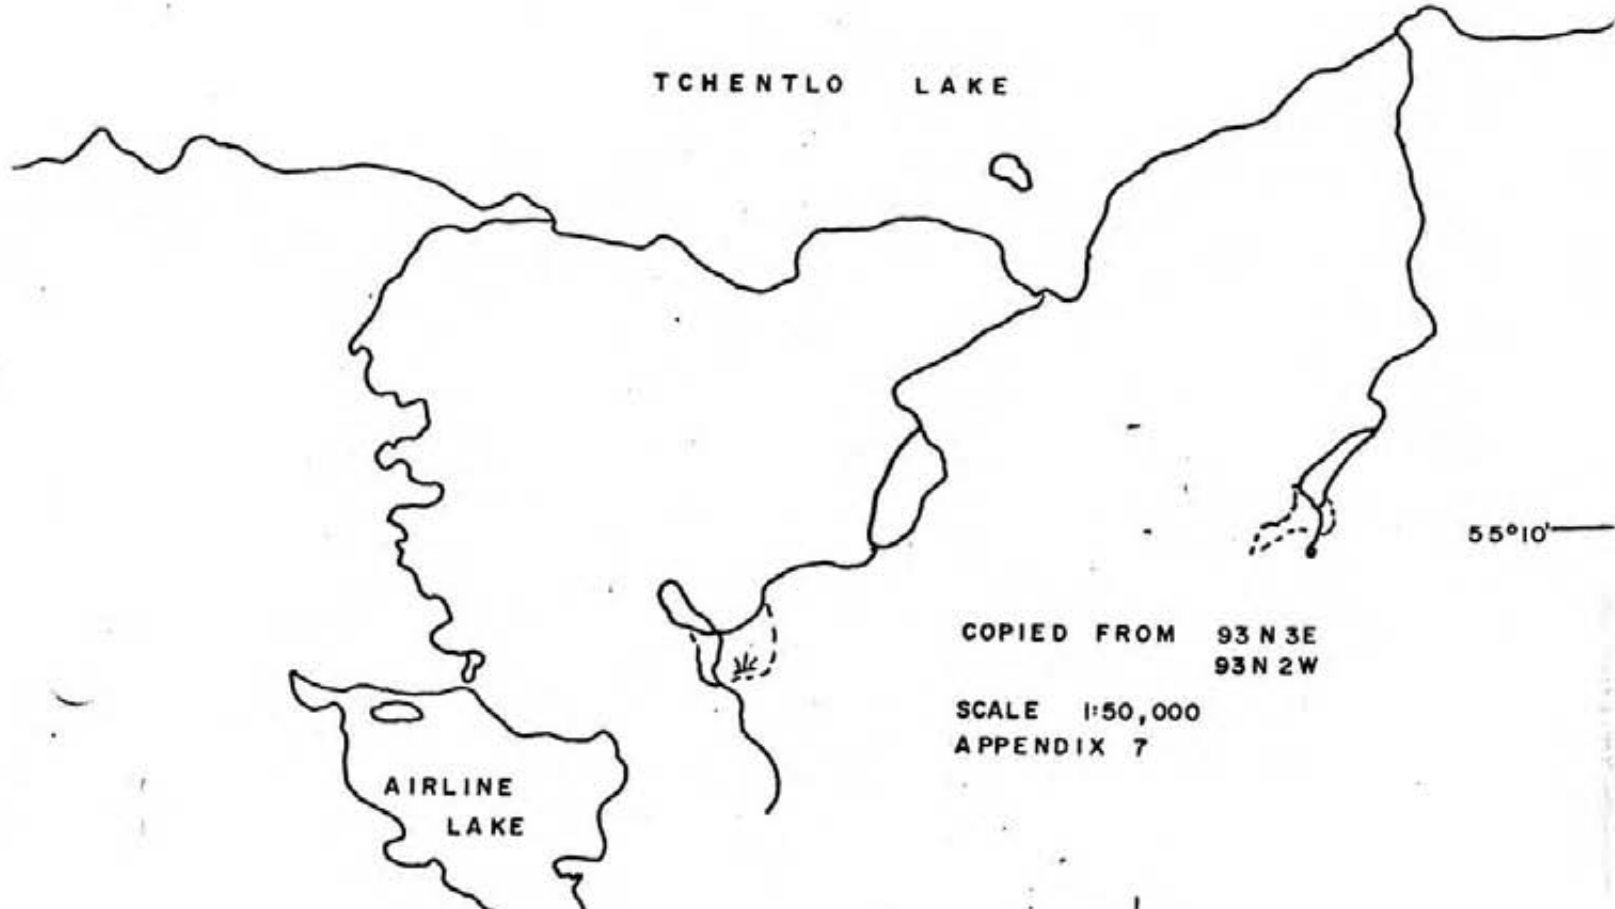 TCHENTLO LAKE
55°10'
COPIED FROM 93 N 3E
93 N 2W
SCALE 1:50,000
APPENDIX 7
AIRLINE
LAKE